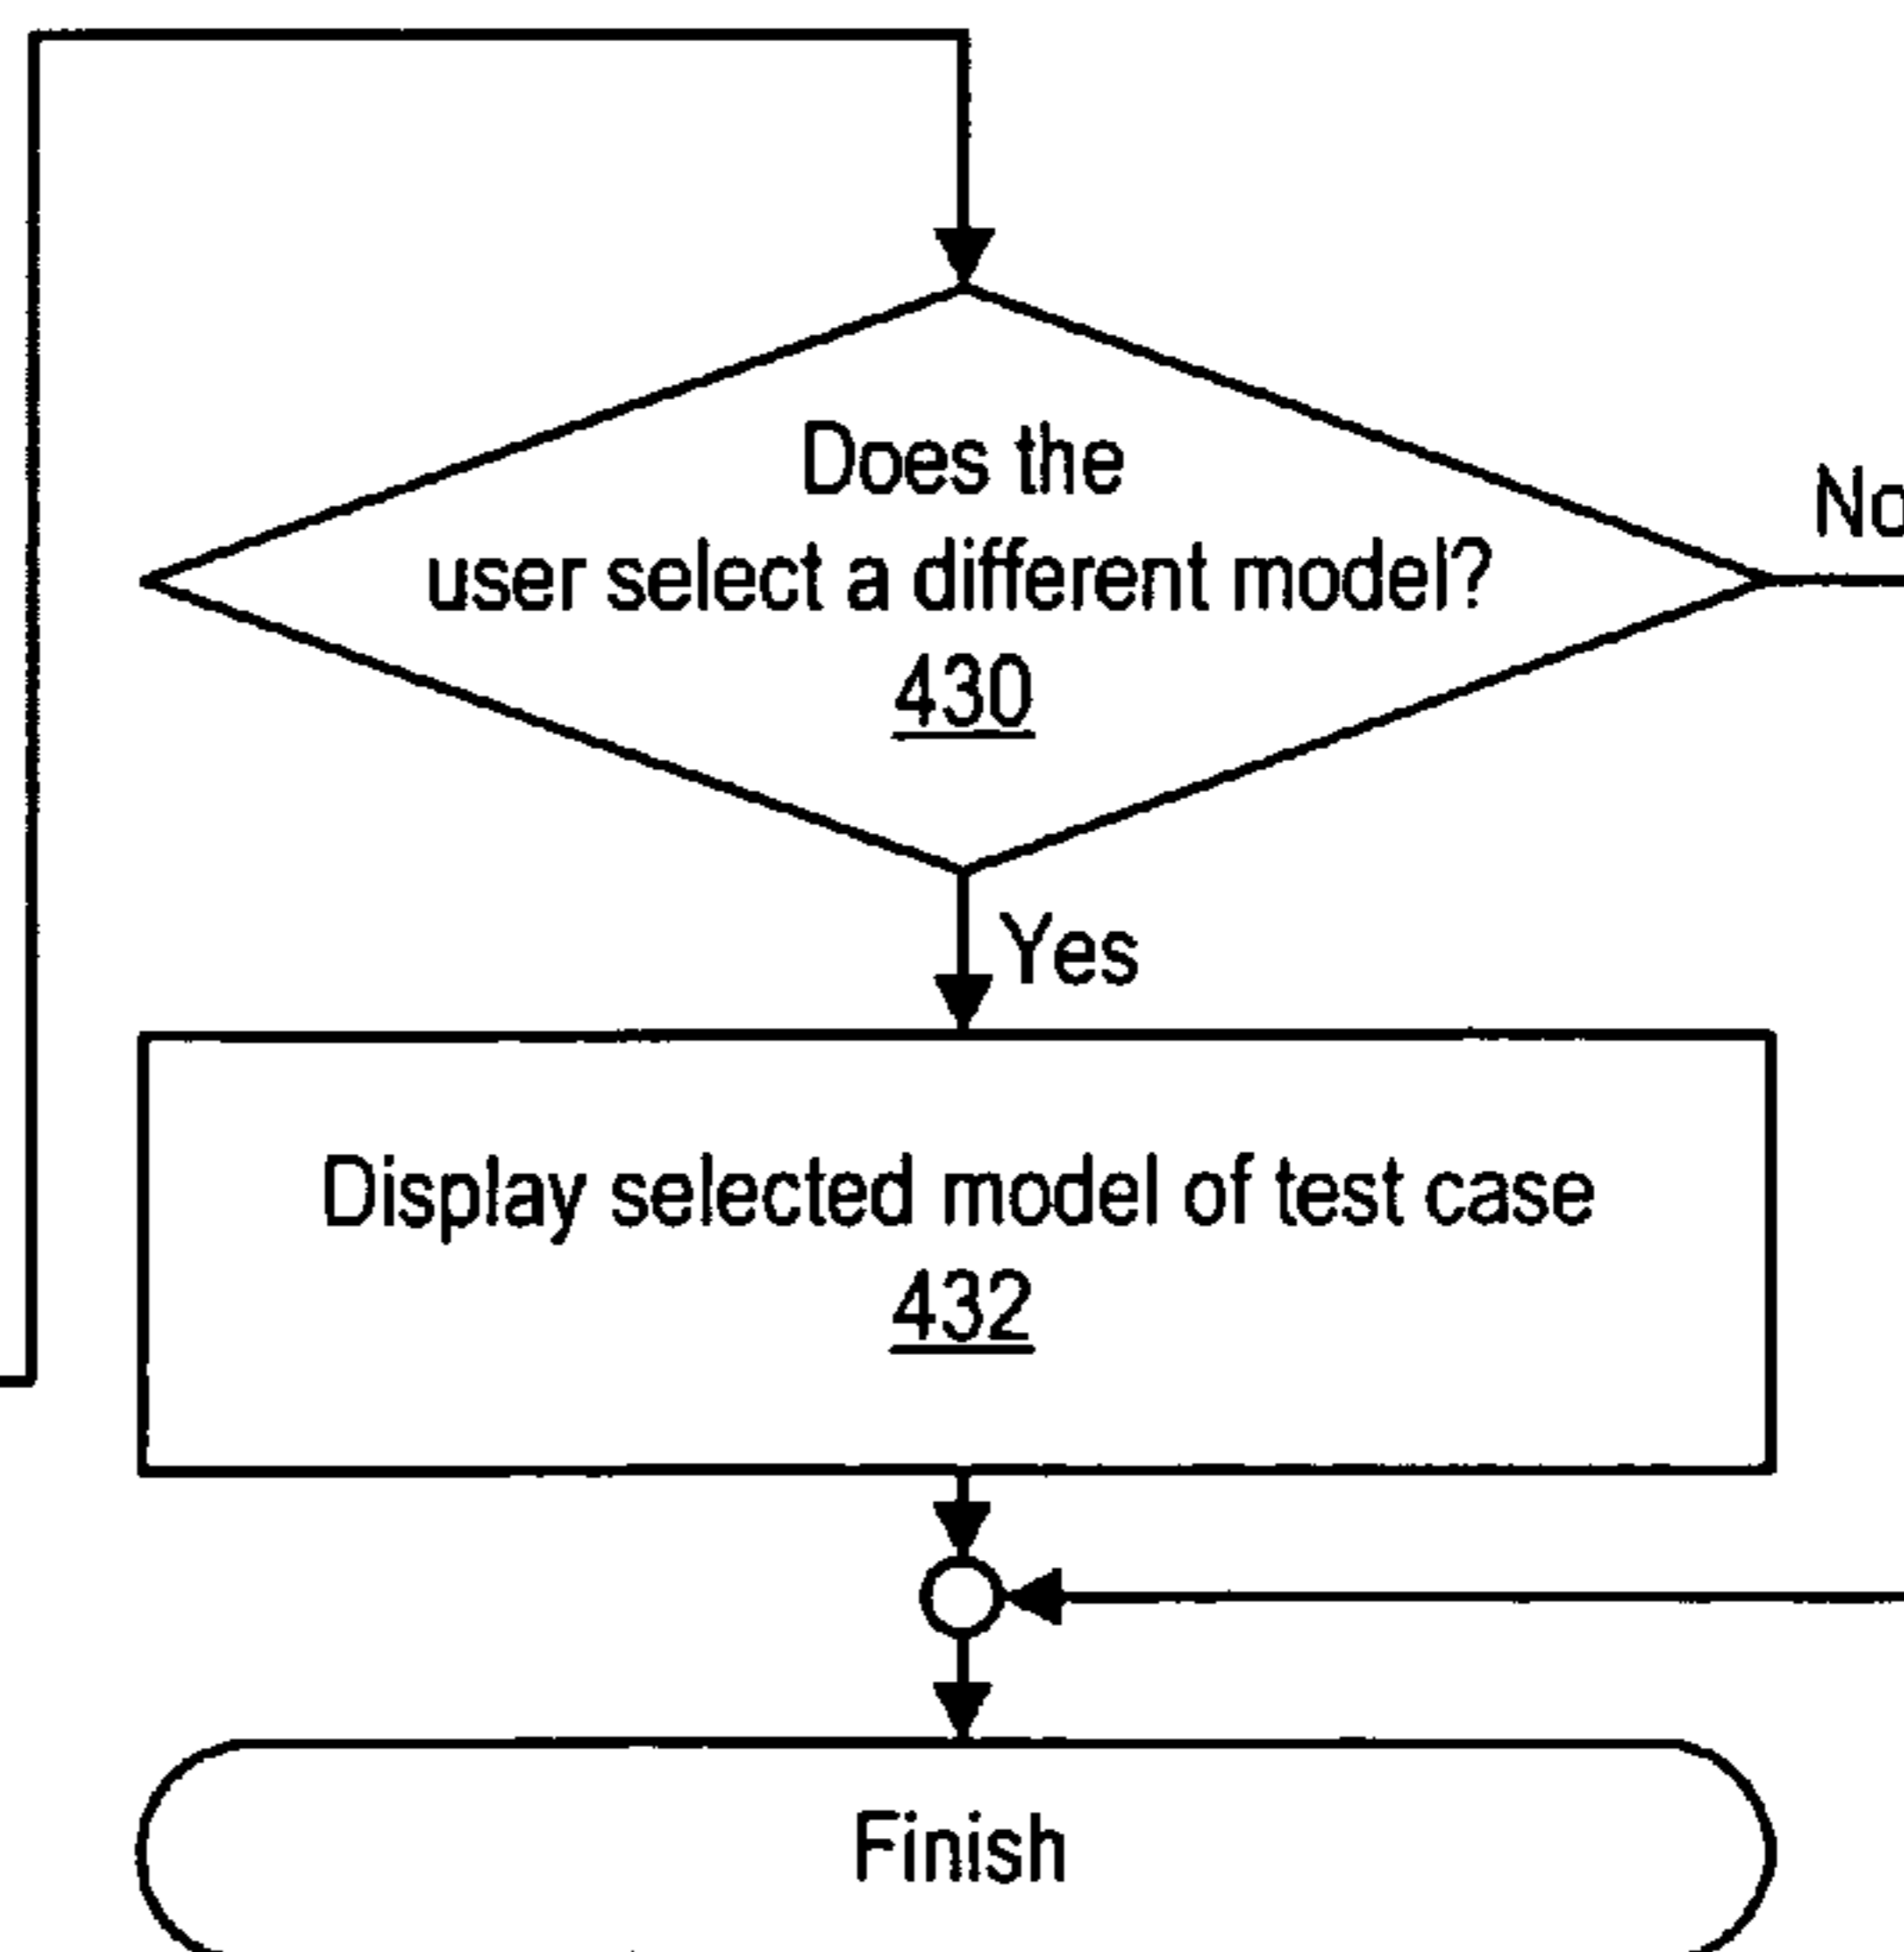 Does the
user select a different model?
430
No
Yes
Display selected model of test case
432
Finish